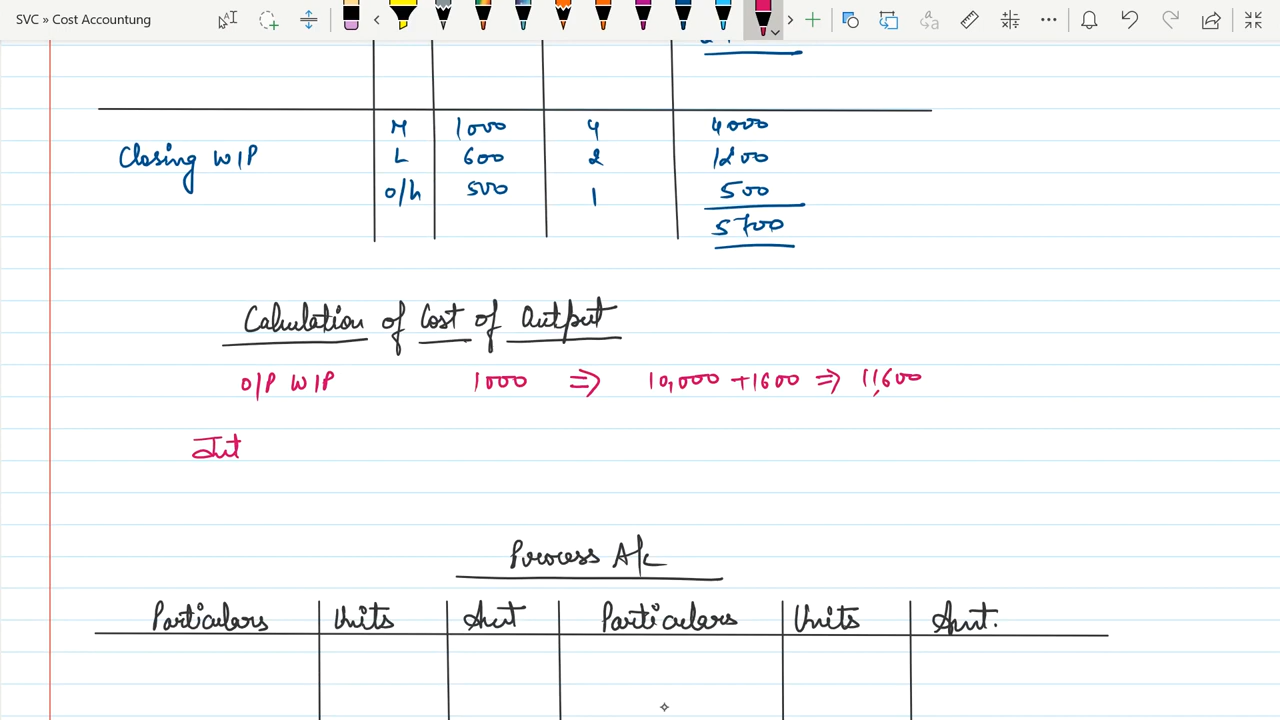 SVC » Cost Accountung
M 1000 4 4000
Closing WIP L 600 2 1200
O/h 500 1 500
5700
Calculation of Cost of Output
O/P WIP 1000 ⇒ 10,000 + 1600 ⇒ 11,600
Int
Process A/c
Particulars Units Amt Particulars Units Amt.